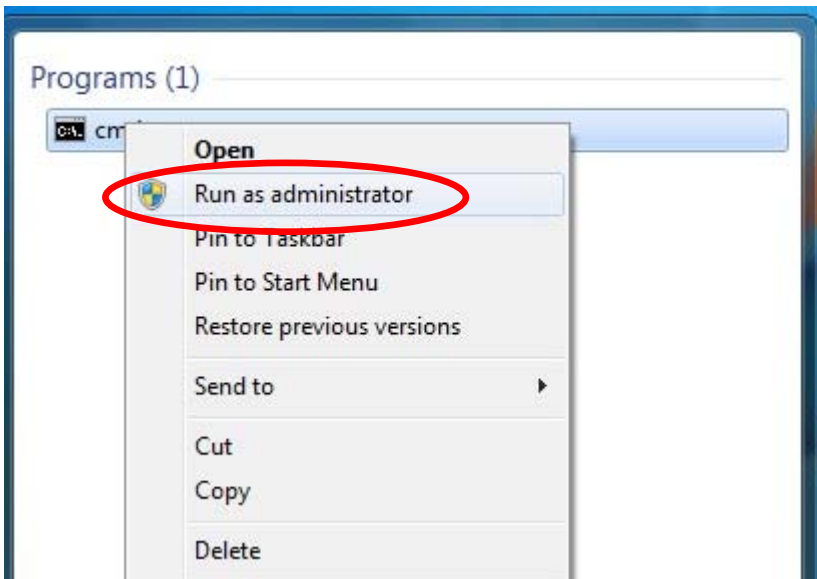 Programs (1)
Open
Run as administrator
Pin to Taskbar
Pin to Start Menu
Restore previous versions
Send to
Cut
Copy
Delete